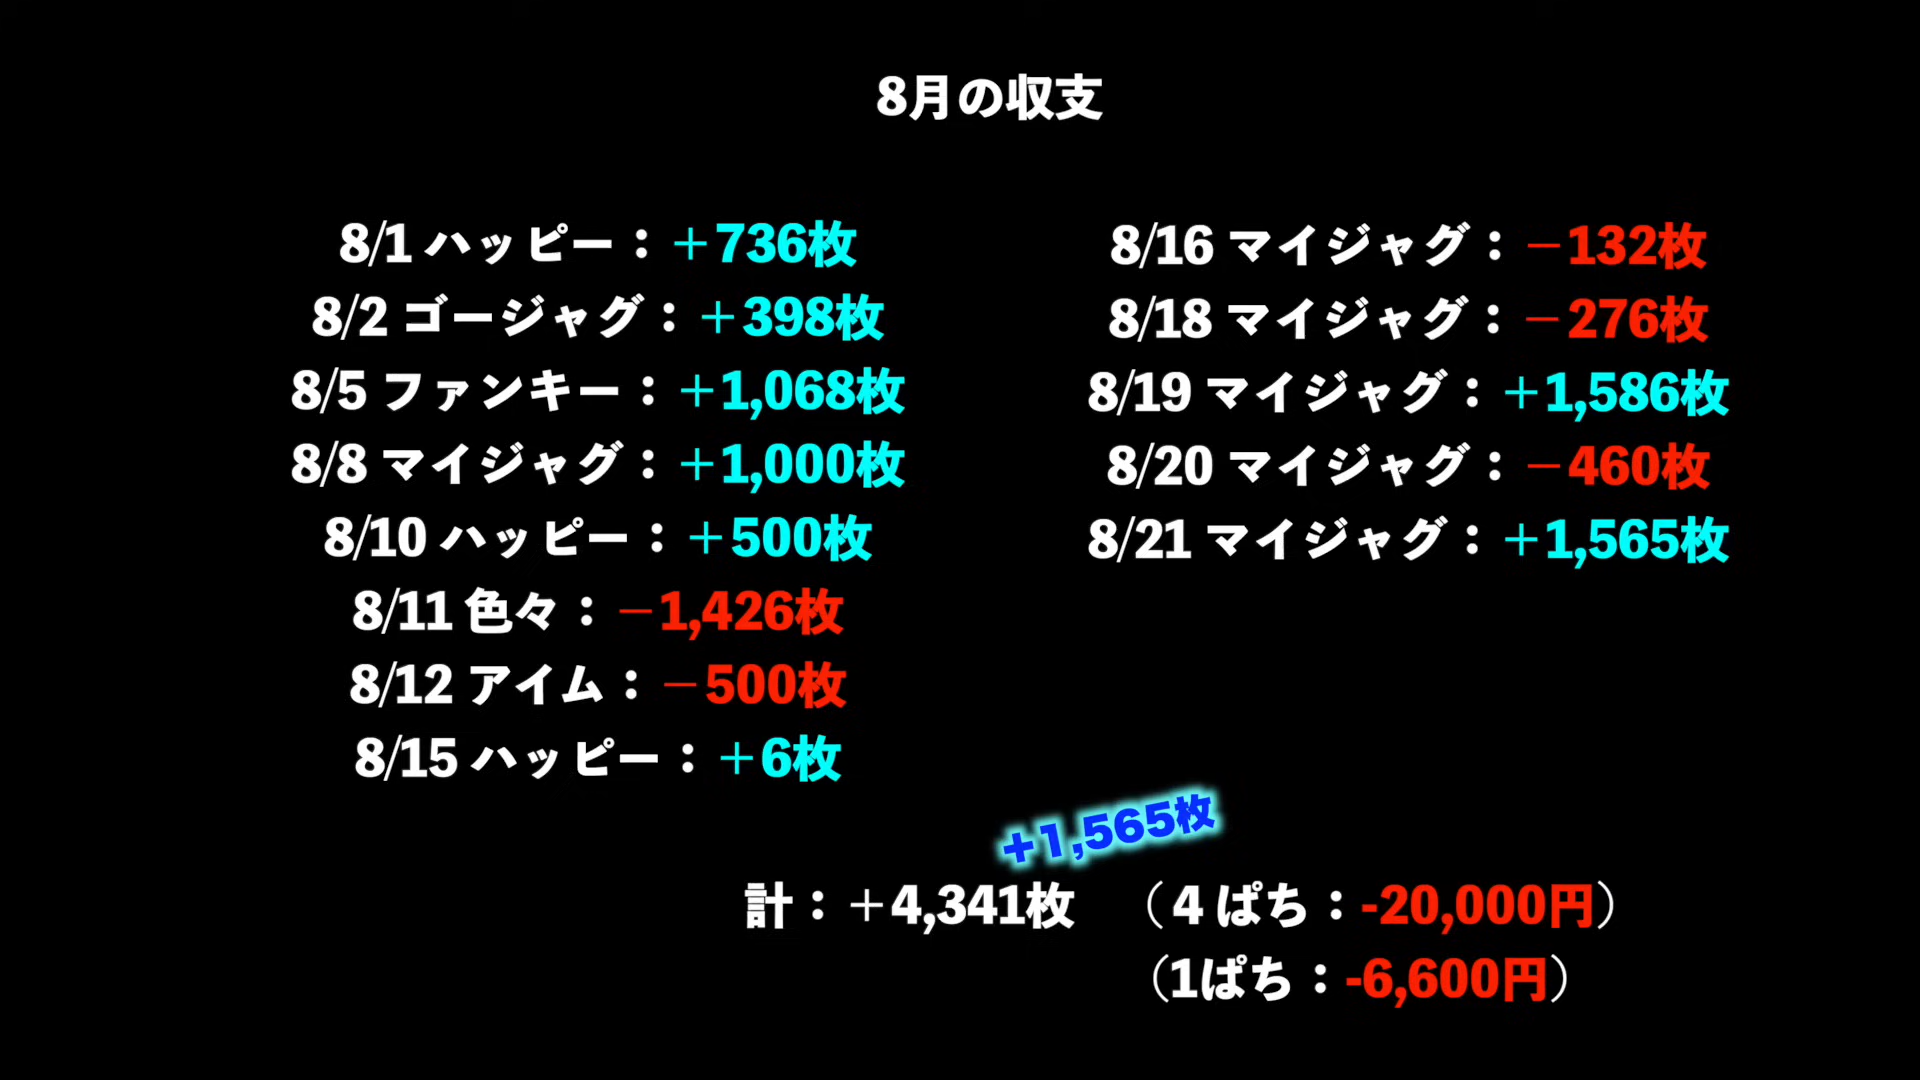 8月の収支
8/1 ハッピー：＋736枚
8/2 ゴージャグ：＋398枚
8/5 ファンキー：＋1,068枚
8/8 マイジャグ：＋1,000枚
8/10 ハッピー：＋500枚
8/11 色々：－1,426枚
8/12 アイム：－500枚
8/15 ハッピー：＋6枚
8/16 マイジャグ：－132枚
8/18 マイジャグ：－276枚
8/19 マイジャグ：＋1,586枚
8/20 マイジャグ：－460枚
8/21 マイジャグ：＋1,565枚
+1,565枚
計：＋4,341枚 （4 ぱち：-20,000円）
（1ぱち：-6,600円）